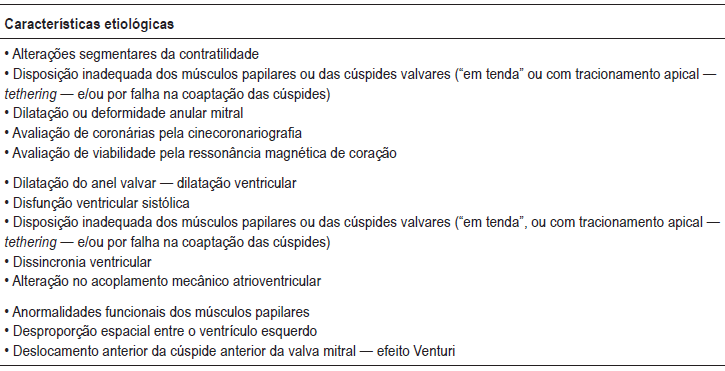 Características etiológicas
• Alterações segmentares da contratilidade
• Disposição inadequada dos músculos papilares ou das cúspides valvares (“em tenda” ou com tracionamento apical —
tethering — e/ou por falha na coaptação das cúspides)
• Dilatação ou deformidade anular mitral
• Avaliação de coronárias pela cinecoronariografia
• Avaliação de viabilidade pela ressonância magnética de coração
• Dilatação do anel valvar — dilatação ventricular
• Disfunção ventricular sistólica
• Disposição inadequada dos músculos papilares ou das cúspides valvares (“em tenda”, ou com tracionamento apical —
tethering — e/ou por falha na coaptação das cúspides)
• Dissincronia ventricular
• Alteração no acoplamento mecânico atrioventricular
• Anormalidades funcionais dos músculos papilares
• Desproporção espacial entre o ventrículo esquerdo
• Deslocamento anterior da cúspide anterior da valva mitral — efeito Venturi